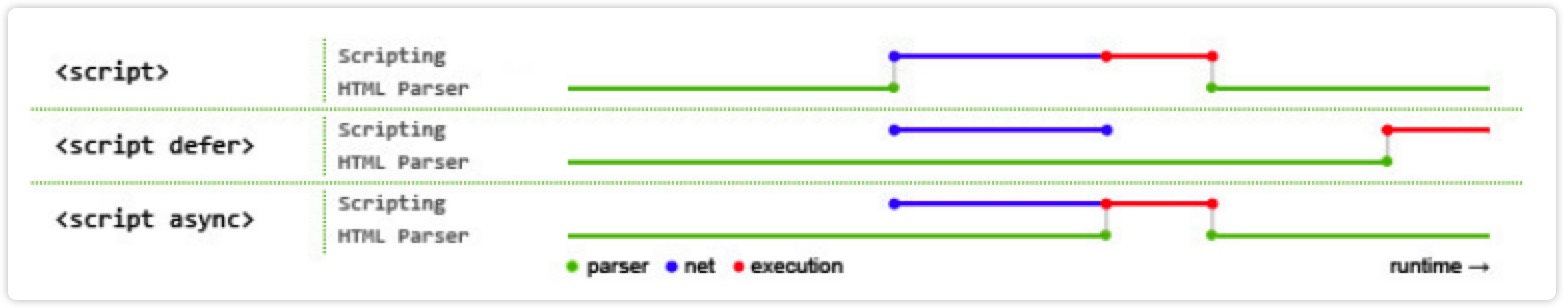 <script>
Scripting
HTML Parser
<script defer>
Scripting
HTML Parser
<script async>
Scripting
HTML Parser
parser net execution runtime →